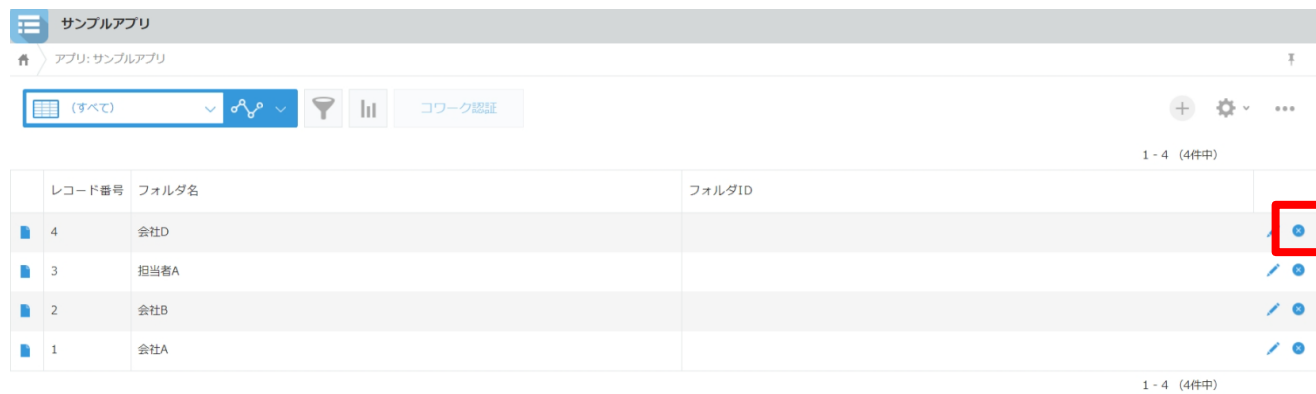 サンプルアプリ
アプリ: サンプルアプリ
(すべて) コワーク認証
1 - 4 (4件中)
レコード番号 フォルダ名 フォルダID
4 会社D
3 担当者A
2 会社B
1 会社A
1 - 4 (4件中)